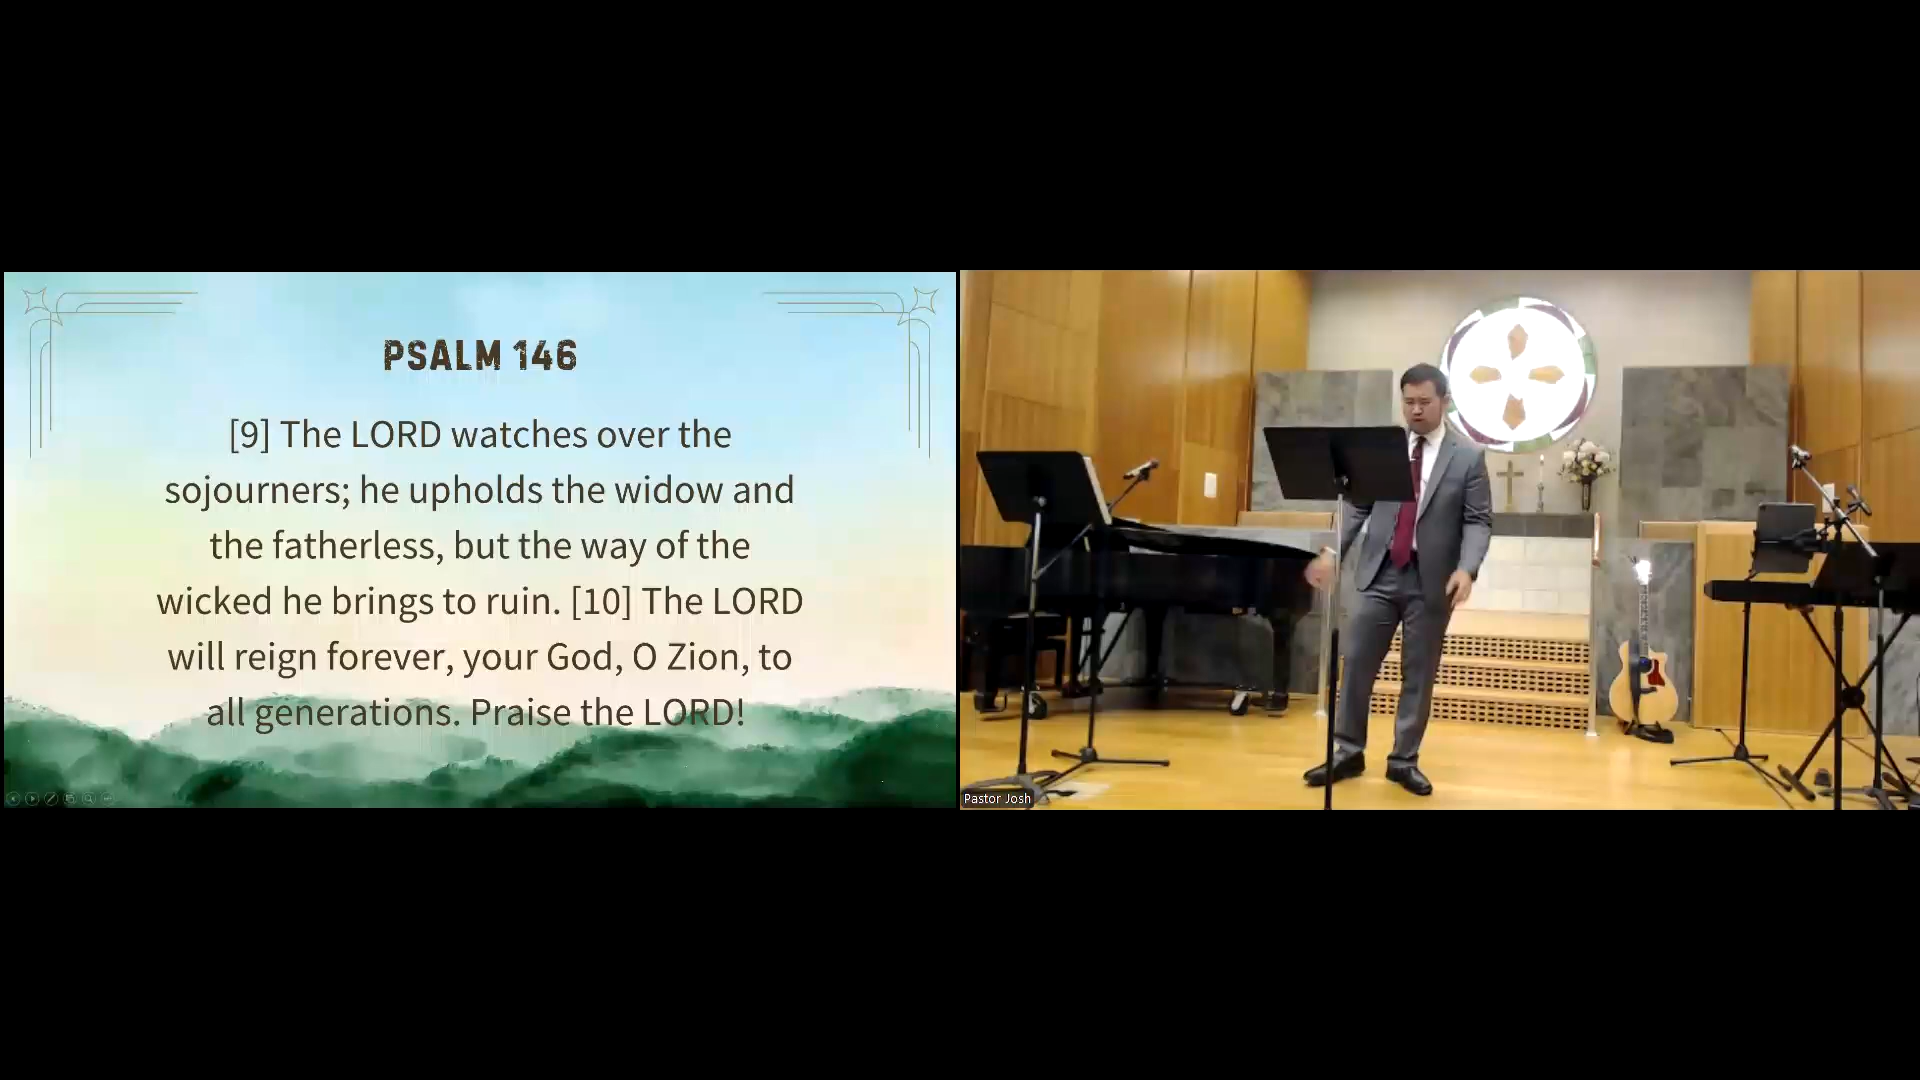 PSALM 146
[9] The LORD watches over the
sojourners; he upholds the widow and
the fatherless, but the way of the
wicked he brings to ruin. [10] The LORD
will reign forever, your God, O Zion, to
all generations. Praise the LORD!
Pastor Josh